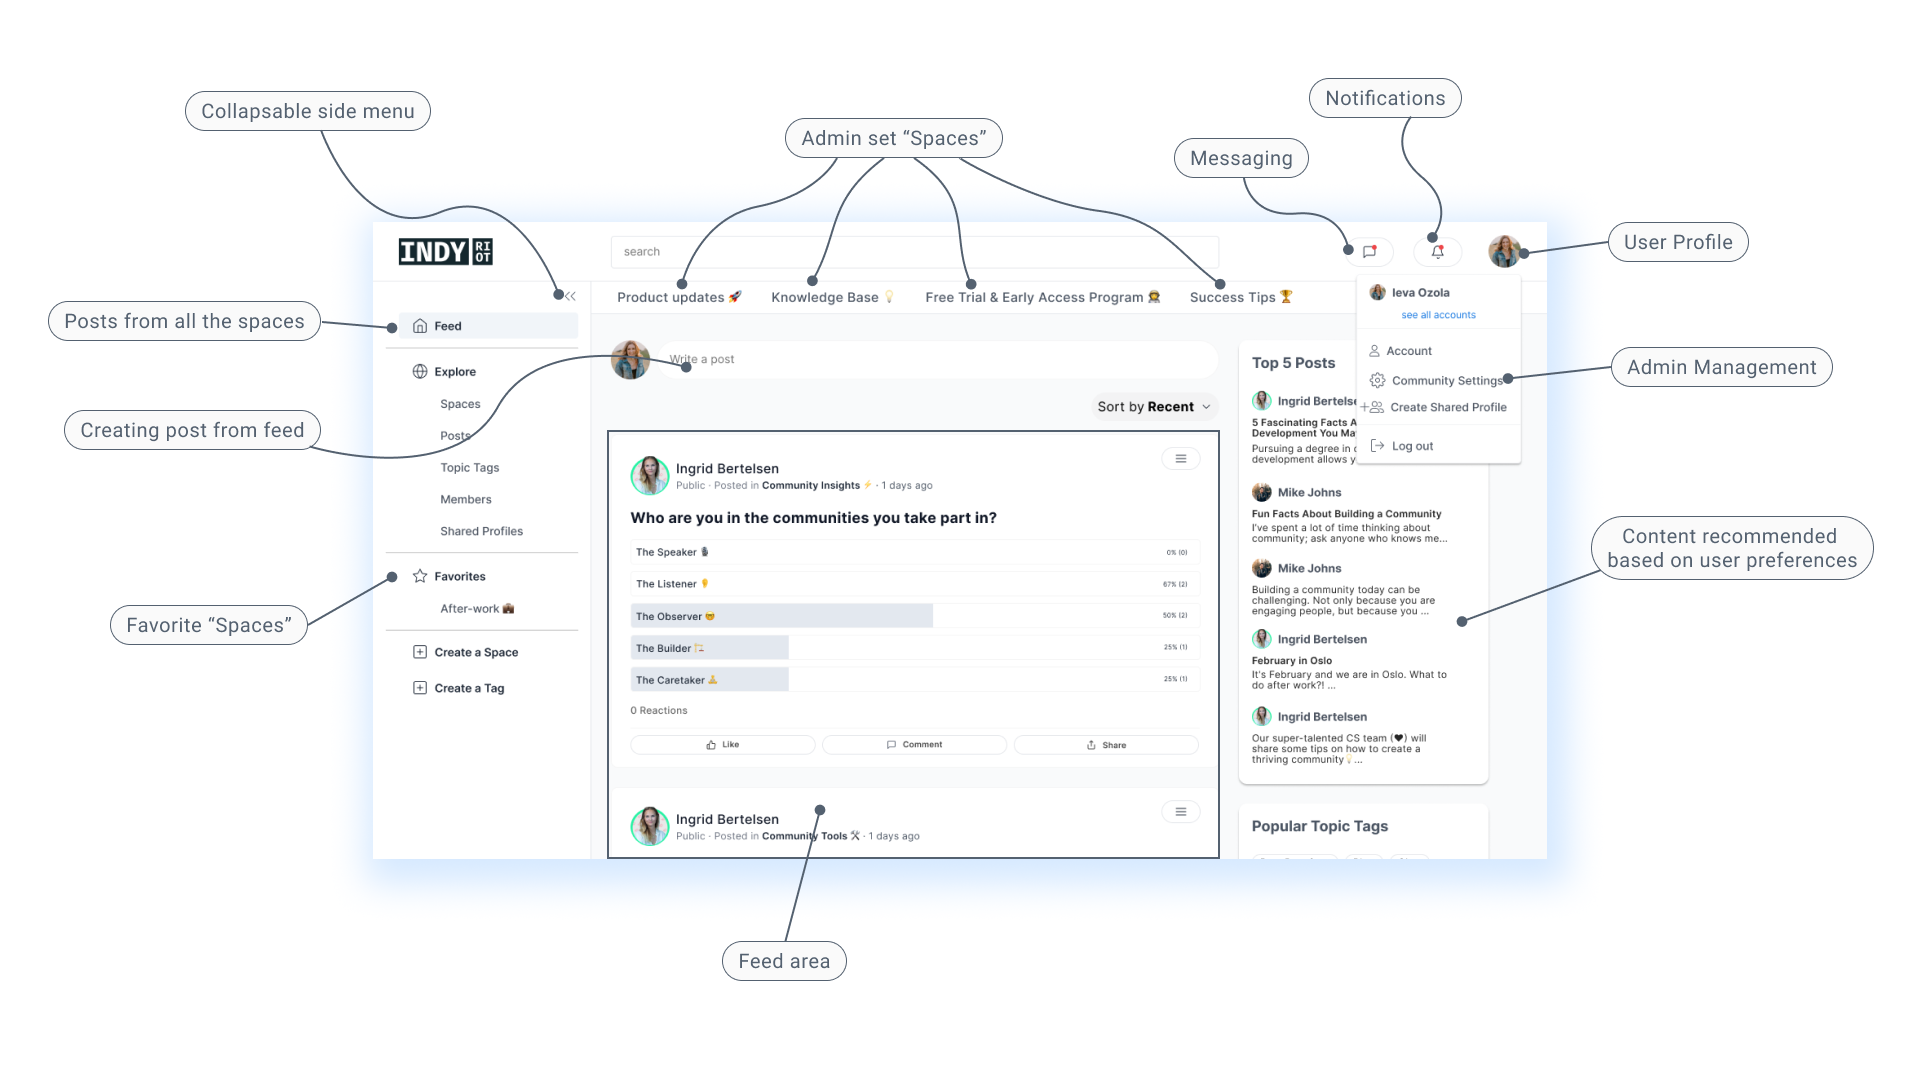 Notifications
Collapsable side menu
Admin set “Spaces”
Messaging
User Profile
INDY RIOT
search
Product updates 🚀
Knowledge Base 💡
Free Trial & Early Access Program 👩‍🚀
Success Tips 🏆
Ieva Ozola
see all accounts
Account
Community Settings
Create Shared Profile
Log out
Admin Management
Posts from all the spaces
Feed
Explore
Spaces
Posts
Topic Tags
Members
Shared Profiles
Creating post from feed
Favorites
After-work 💼
Favorite “Spaces”
Create a Space
Create a Tag
Write a post
Sort by Recent
Ingrid Bertelsen
Public · Posted in Community Insights ⚡ · 1 days ago
Who are you in the communities you take part in?
The Speaker 🗣 0% (0)
The Listener 👂 67% (2)
The Observer 🤓 50% (2)
The Builder 🏗 25% (1)
The Caretaker 🧘 25% (1)
0 Reactions
Like
Comment
Share
Ingrid Bertelsen
Public · Posted in Community Tools 🛠 · 1 days ago
Feed area
Top 5 Posts
Ingrid Bertelse
5 Fascinating Facts A
Development You Ma
Pursuing a degree in
development allows y
Mike Johns
Fun Facts About Building a Community
I’ve spent a lot of time thinking about
community; ask anyone who knows me...
Mike Johns
Building a community today can be
challenging. Not only because you are
engaging people, but because you ...
Ingrid Bertelsen
February in Oslo
It's February and we are in Oslo. What to
do after work?! ...
Ingrid Bertelsen
Our super-talented CS team (🖤) will
share some tips on how to create a
thriving community💡...
Popular Topic Tags
Content recommended
based on user preferences